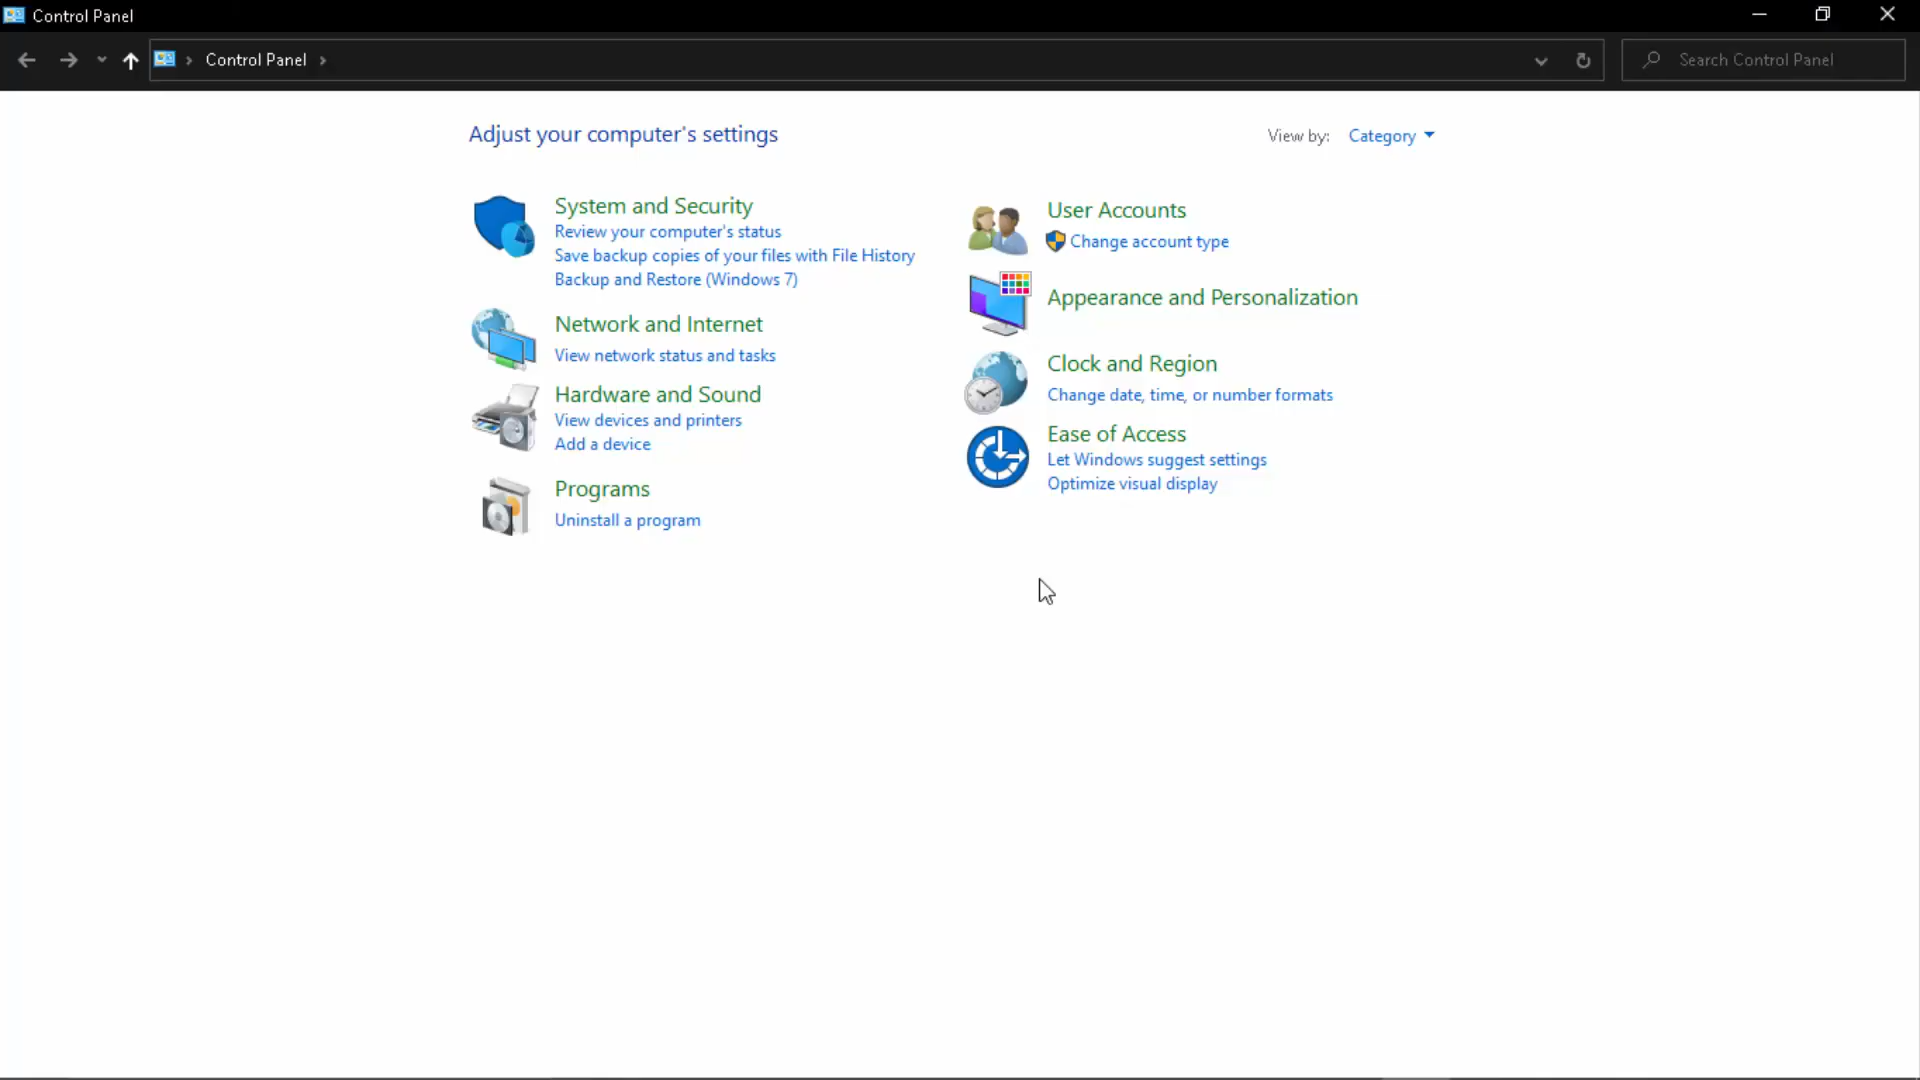 Control Panel
Control Panel
Search Control Panel
Adjust your computer's settings
View by: Category
System and Security
Review your computer's status
Save backup copies of your files with File History
Backup and Restore (Windows 7)
Network and Internet
View network status and tasks
Hardware and Sound
View devices and printers
Add a device
Programs
Uninstall a program
User Accounts
Change account type
Appearance and Personalization
Clock and Region
Change date, time, or number formats
Ease of Access
Let Windows suggest settings
Optimize visual display